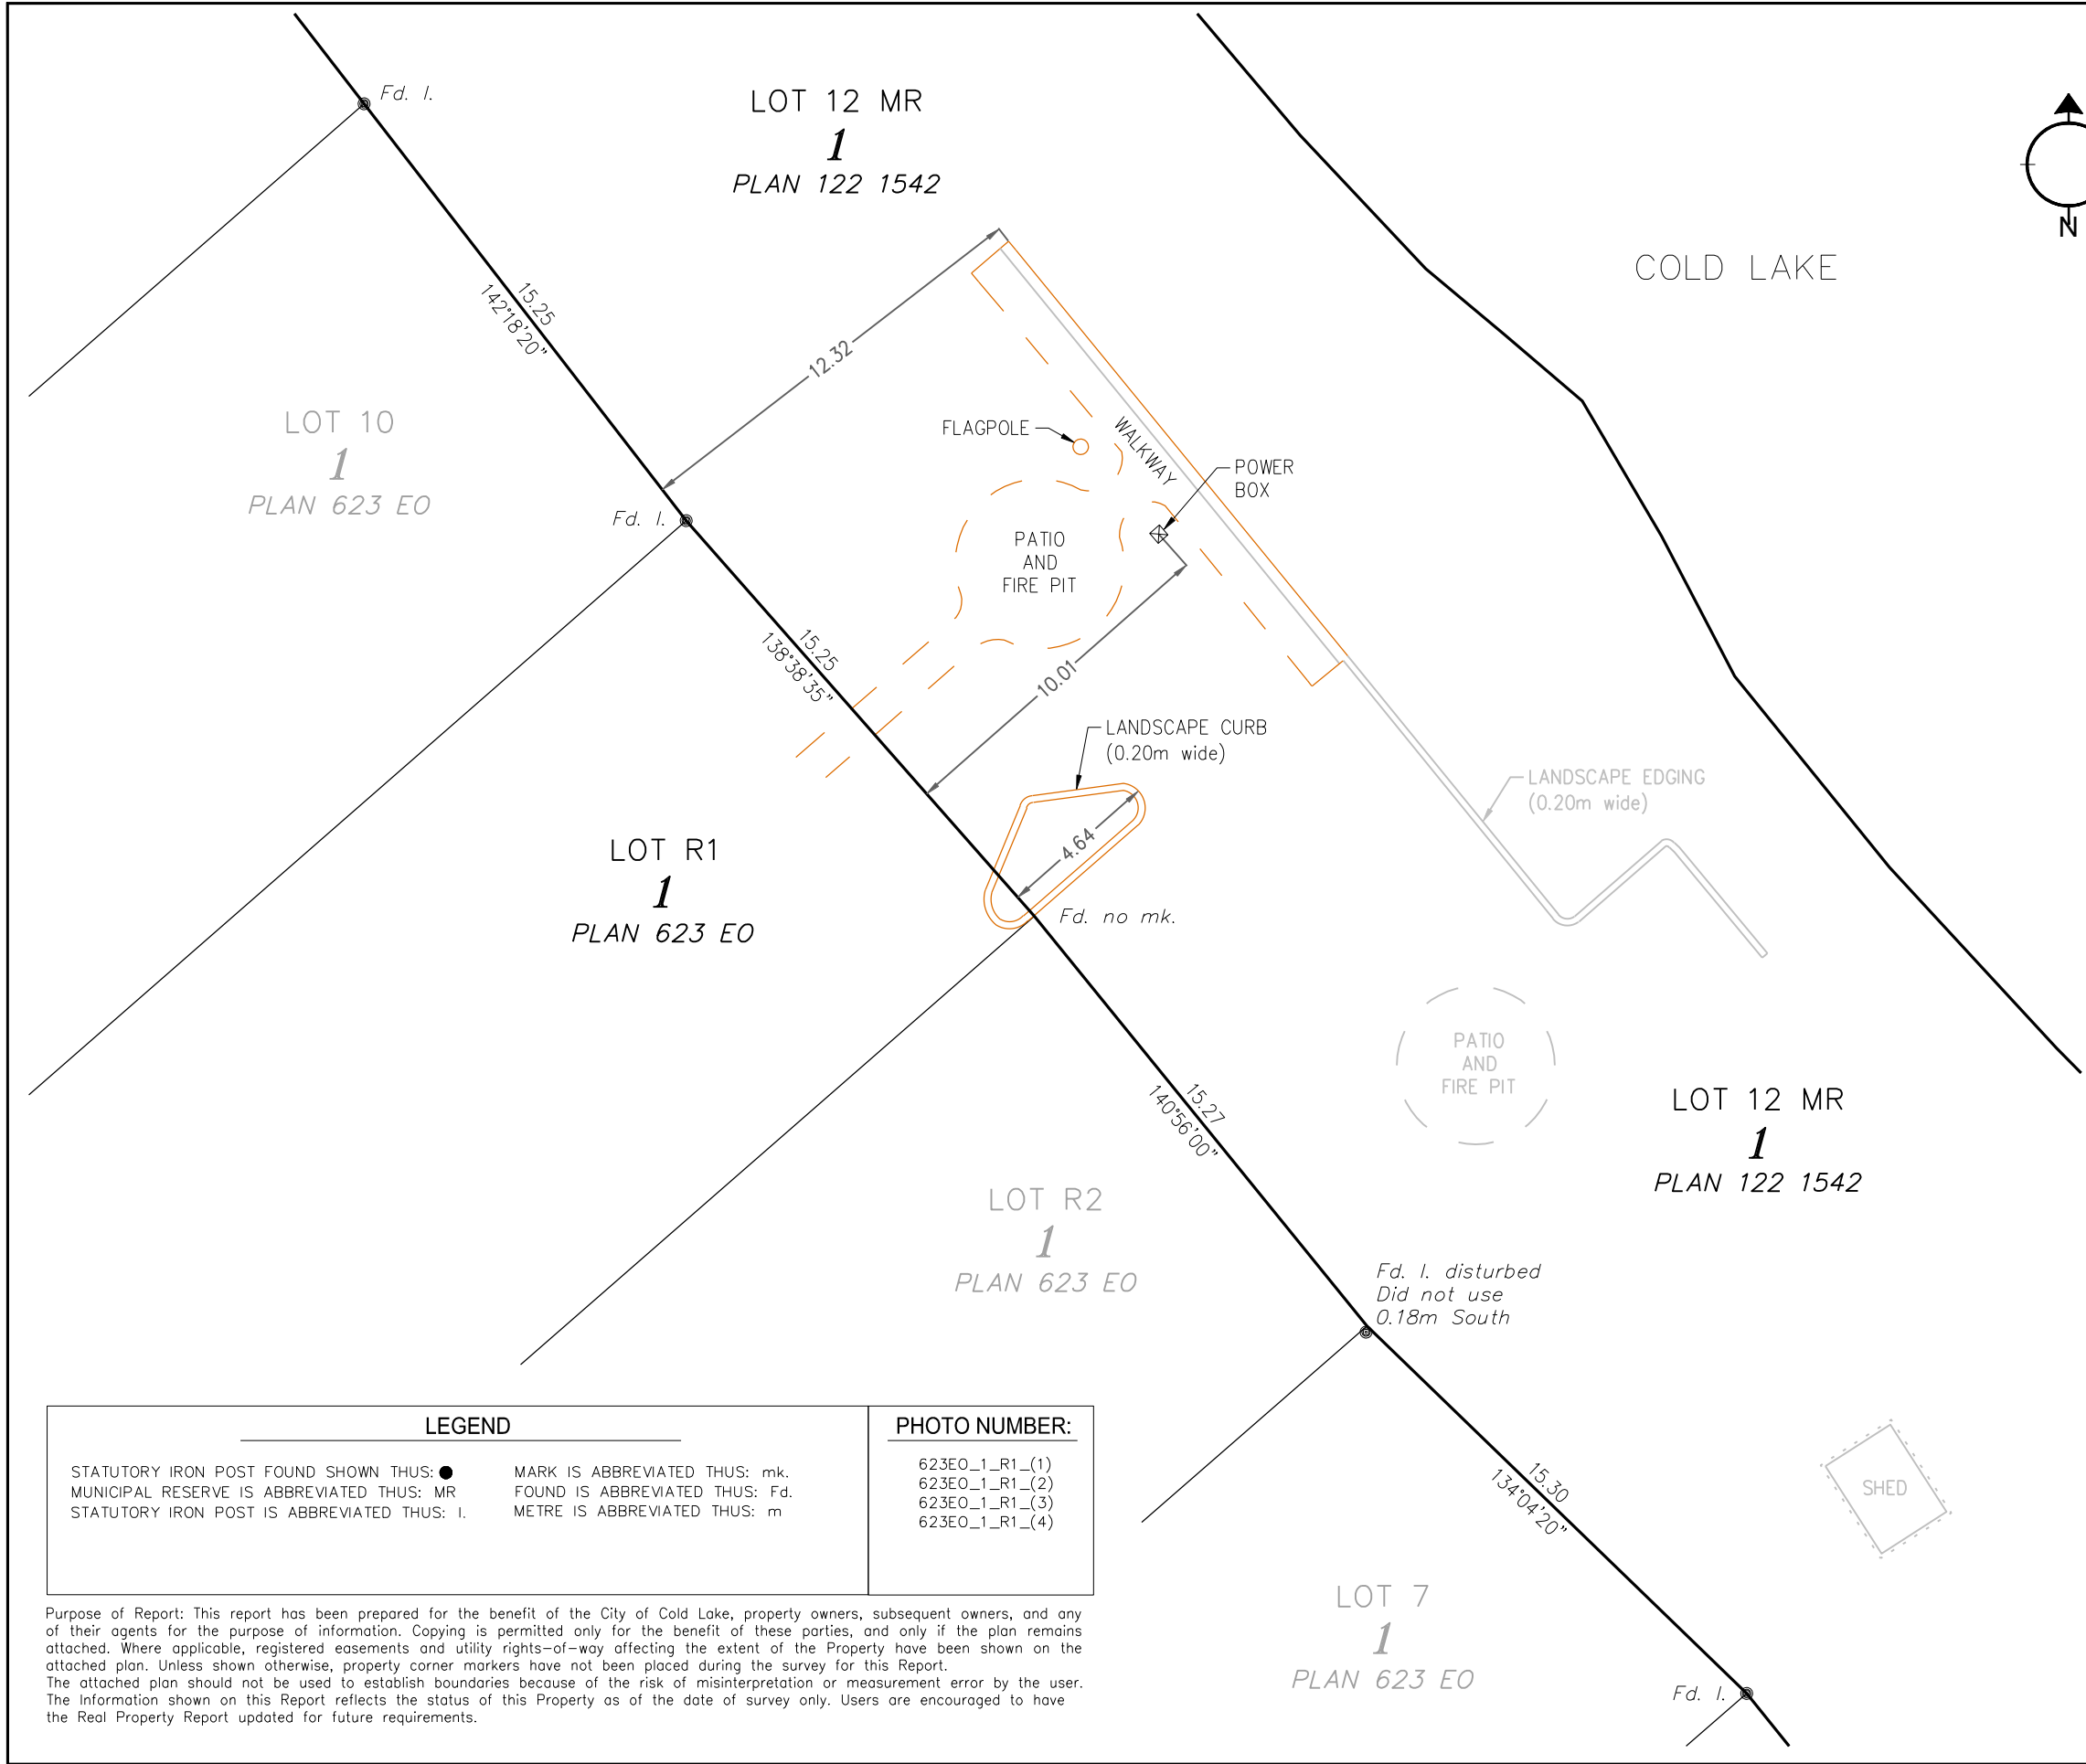 Fd. I.
LOT 12 MR
1
PLAN 122 1542
N
COLD LAKE
15.25
142°18'20"
12.32
LOT 10
1
PLAN 623 EO
FLAGPOLE
WALKWAY
POWER
BOX
Fd. I.
PATIO
AND
FIRE PIT
15.25
138°38'35"
10.01
LANDSCAPE CURB
(0.20m wide)
LANDSCAPE EDGING
(0.20m wide)
4.64
LOT R1
1
PLAN 623 EO
Fd. no mk.
PATIO
AND
FIRE PIT
15.27
140°56'00"
LOT 12 MR
1
PLAN 122 1542
LOT R2
1
PLAN 623 EO
Fd. I. disturbed
Did not use
0.18m South
15.30
134°04'20"
SHED
LOT 7
1
PLAN 623 EO
Fd. I.
LEGEND
STATUTORY IRON POST FOUND SHOWN THUS:
MUNICIPAL RESERVE IS ABBREVIATED THUS: MR
STATUTORY IRON POST IS ABBREVIATED THUS: I.
MARK IS ABBREVIATED THUS: mk.
FOUND IS ABBREVIATED THUS: Fd.
METRE IS ABBREVIATED THUS: m
PHOTO NUMBER:
623EO_1_R1_(1)
623EO_1_R1_(2)
623EO_1_R1_(3)
623EO_1_R1_(4)
Purpose of Report: This report has been prepared for the benefit of the City of Cold Lake, property owners, subsequent owners, and any
of their agents for the purpose of information. Copying is permitted only for the benefit of these parties, and only if the plan remains
attached. Where applicable, registered easements and utility rights-of-way affecting the extent of the Property have been shown on the
attached plan. Unless shown otherwise, property corner markers have not been placed during the survey for this Report.
The attached plan should not be used to establish boundaries because of the risk of misinterpretation or measurement error by the user.
The Information shown on this Report reflects the status of this Property as of the date of survey only. Users are encouraged to have
the Real Property Report updated for future requirements.